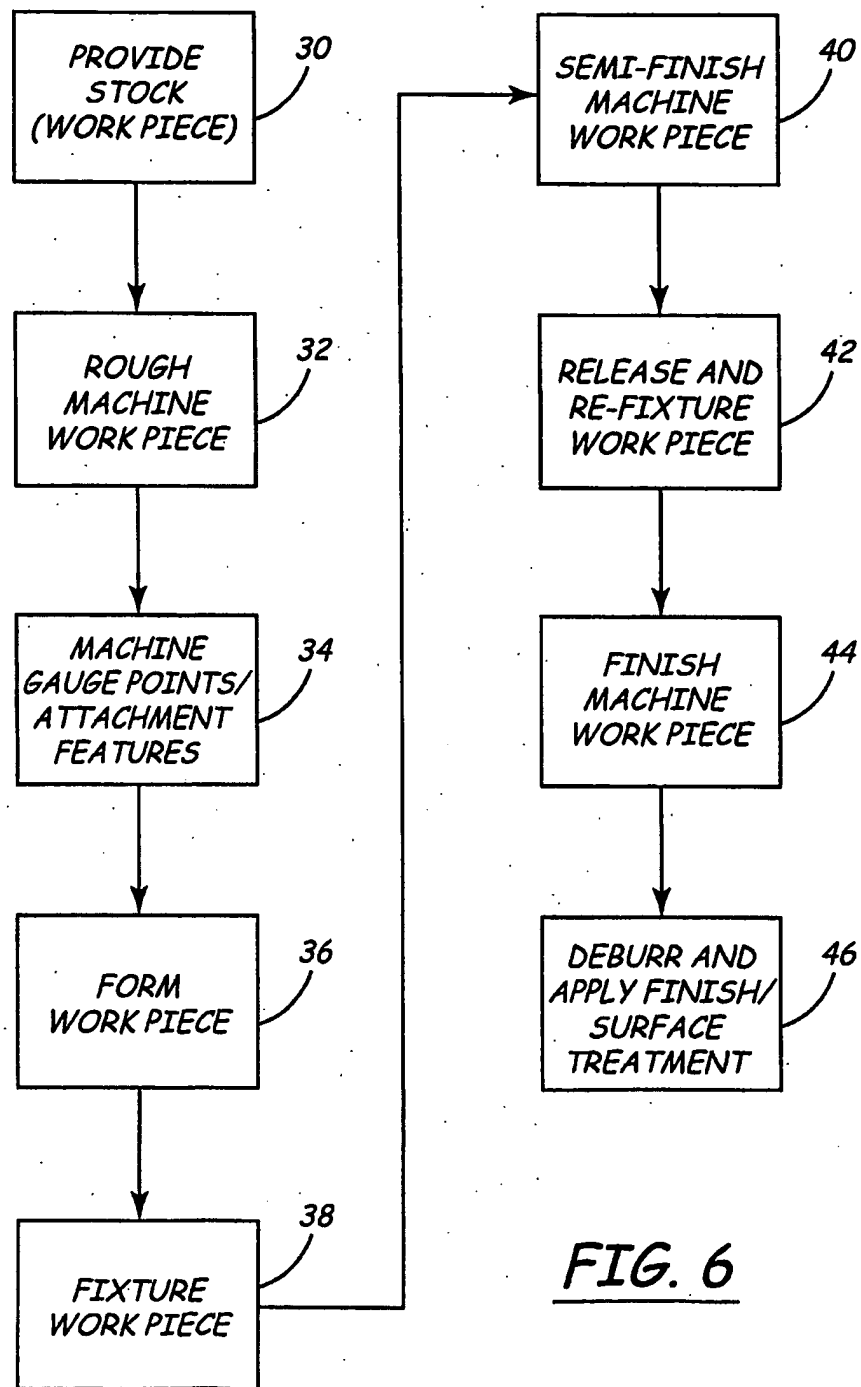 PROVIDE
STOCK
(WORK PIECE)
30
ROUGH
MACHINE
WORK PIECE
32
MACHINE
GAUGE POINTS/
ATTACHMENT
FEATURES
34
FORM
WORK PIECE
36
FIXTURE
WORK PIECE
38
SEMI-FINISH
MACHINE
WORK PIECE
40
RELEASE AND
RE-FIXTURE
WORK PIECE
42
FINISH
MACHINE
WORK PIECE
44
DEBURR AND
APPLY FINISH/
SURFACE
TREATMENT
46
FIG. 6